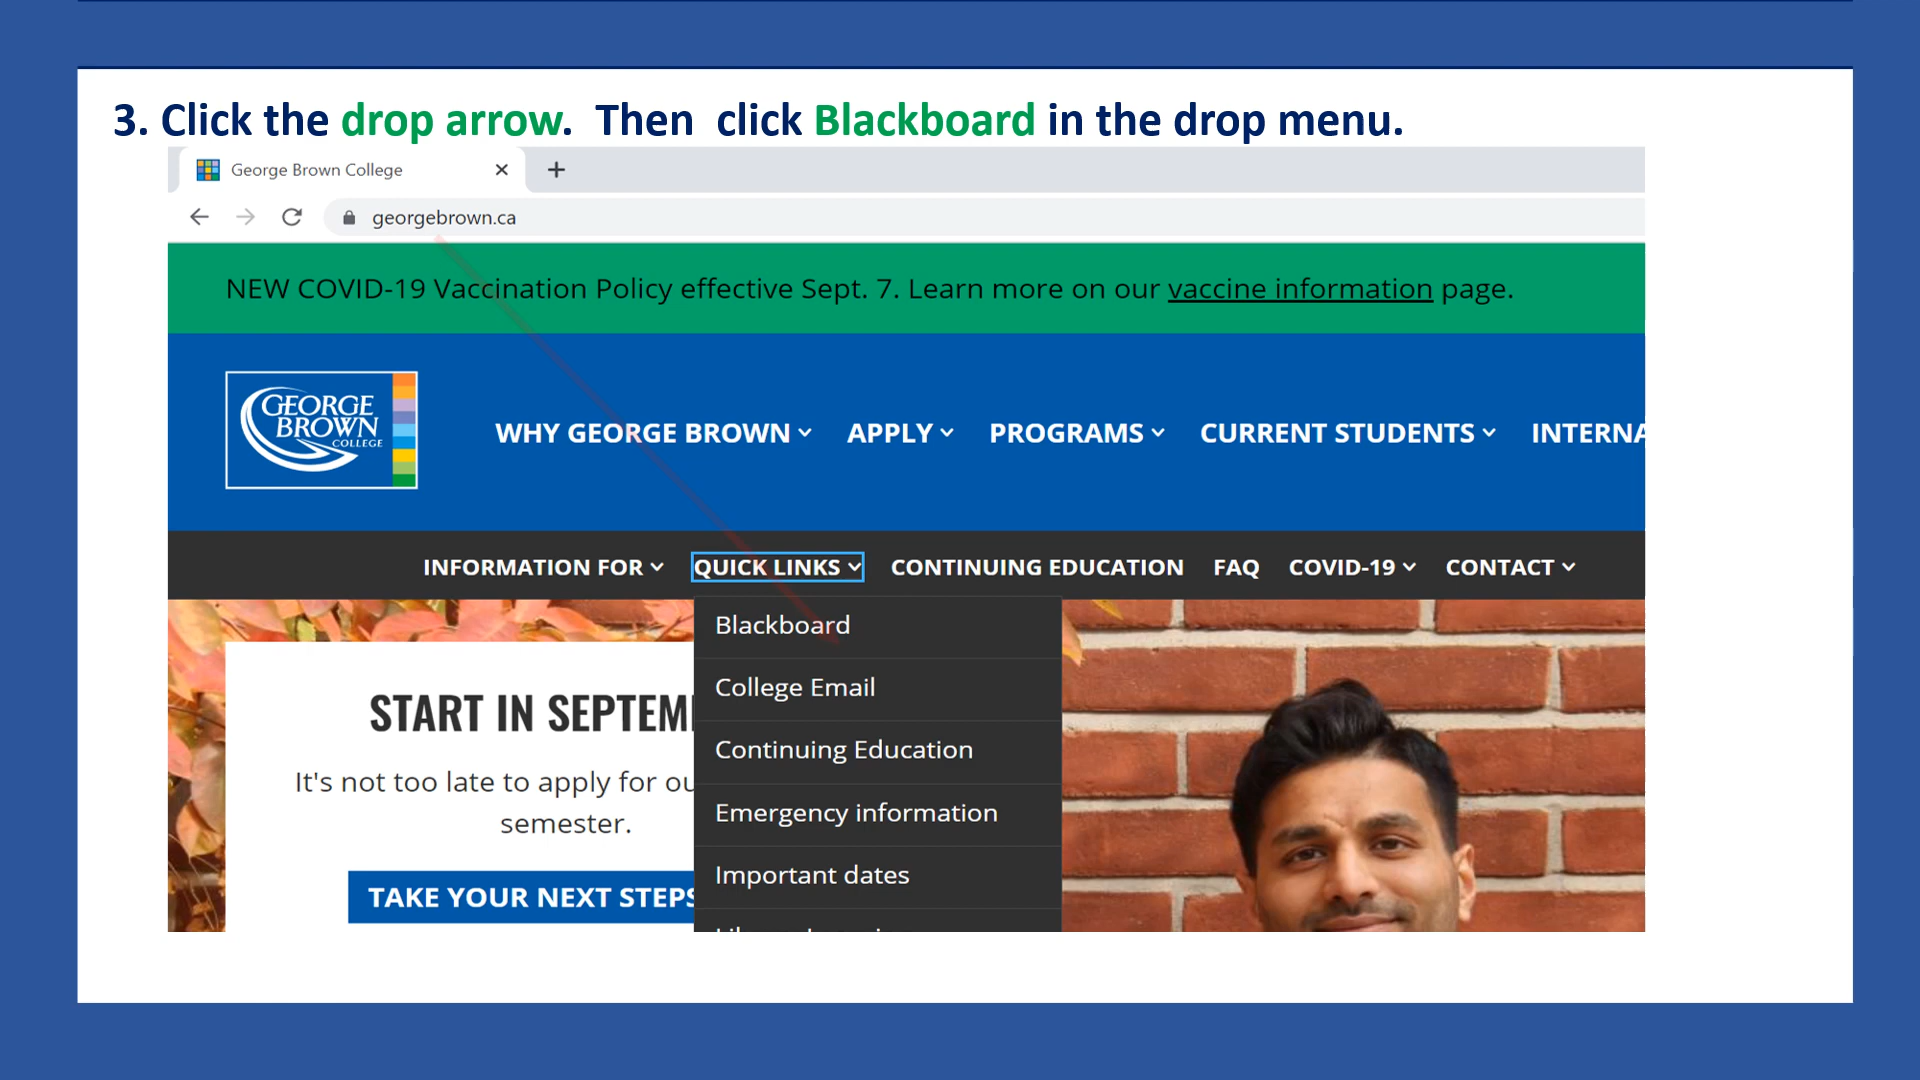 3. Click the drop arrow.  Then  click Blackboard in the drop menu.
George Brown College
georgebrown.ca
NEW COVID-19 Vaccination Policy effective Sept. 7. Learn more on our vaccine information page.
GEORGE
BROWN
COLLEGE
WHY GEORGE BROWN APPLY PROGRAMS CURRENT STUDENTS INTERNA
INFORMATION FOR QUICK LINKS CONTINUING EDUCATION FAQ COVID-19 CONTACT
Blackboard
College Email
Continuing Education
Emergency information
Important dates
START IN SEPTEM
It's not too late to apply for ou
semester.
TAKE YOUR NEXT STEPS